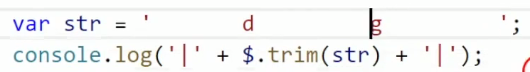 var str = '         d           g           ';
console.log('|' + $.trim(str) + '|');